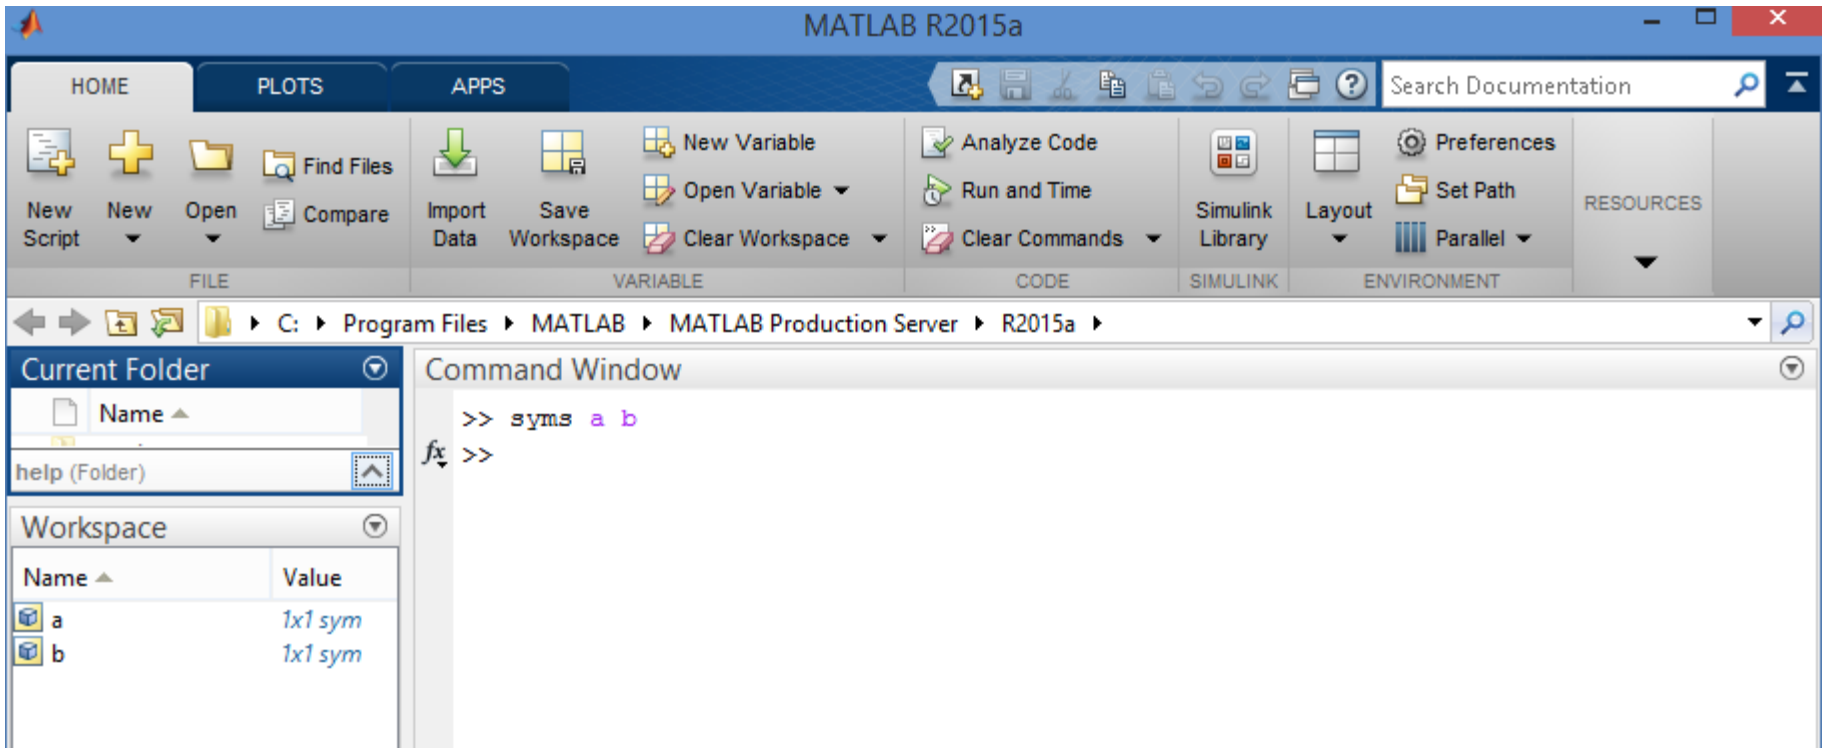 MATLAB R2015a
HOME PLOTS APPS Search Documentation
New Script
New
Open
Find Files
Compare
FILE
Import Data
Save Workspace
New Variable
Open Variable
Clear Workspace
VARIABLE
Analyze Code
Run and Time
Clear Commands
CODE
Simulink Library
SIMULINK
Layout
Preferences
Set Path
Parallel
ENVIRONMENT
RESOURCES
C: Program Files MATLAB MATLAB Production Server R2015a
Current Folder
Name
help (Folder)
Workspace
Name Value
a 1x1 sym
b 1x1 sym
Command Window
>> syms a b
fx >>